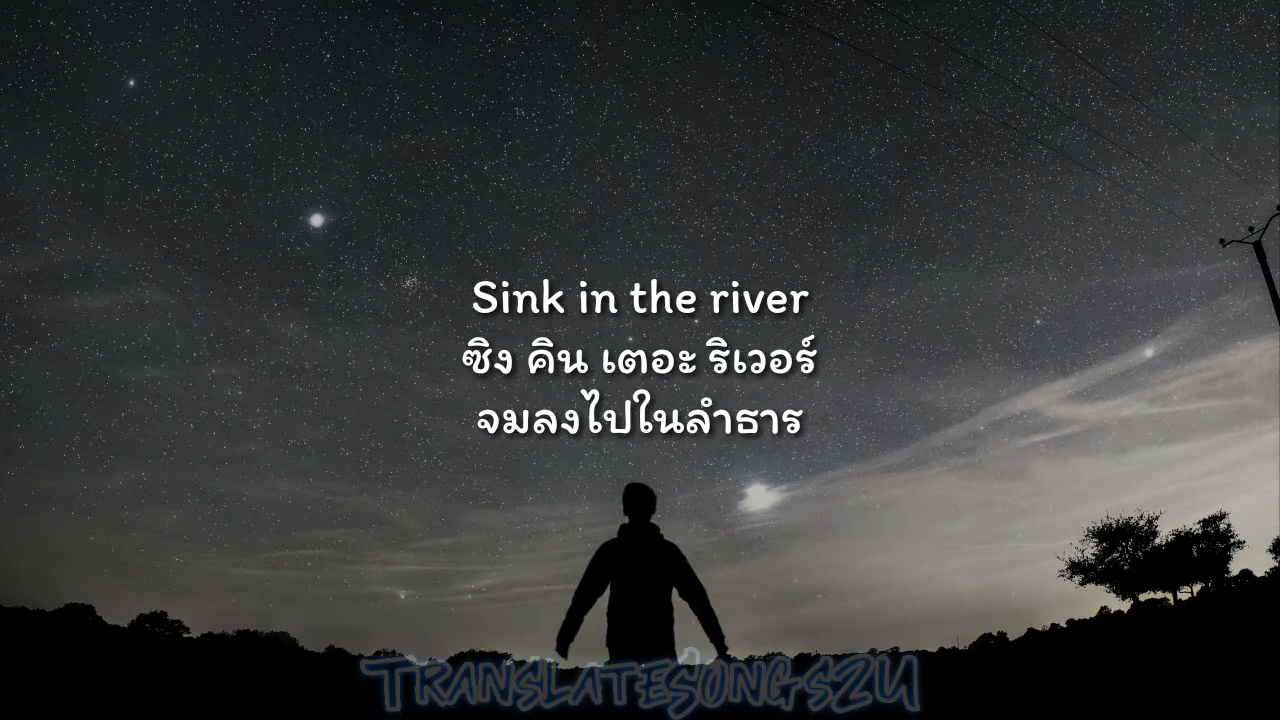 Sink in the river
ซิง คิน เตอะ ริเวอร์
จมลงไปในลำธาร
TRANSLATESONGS2U